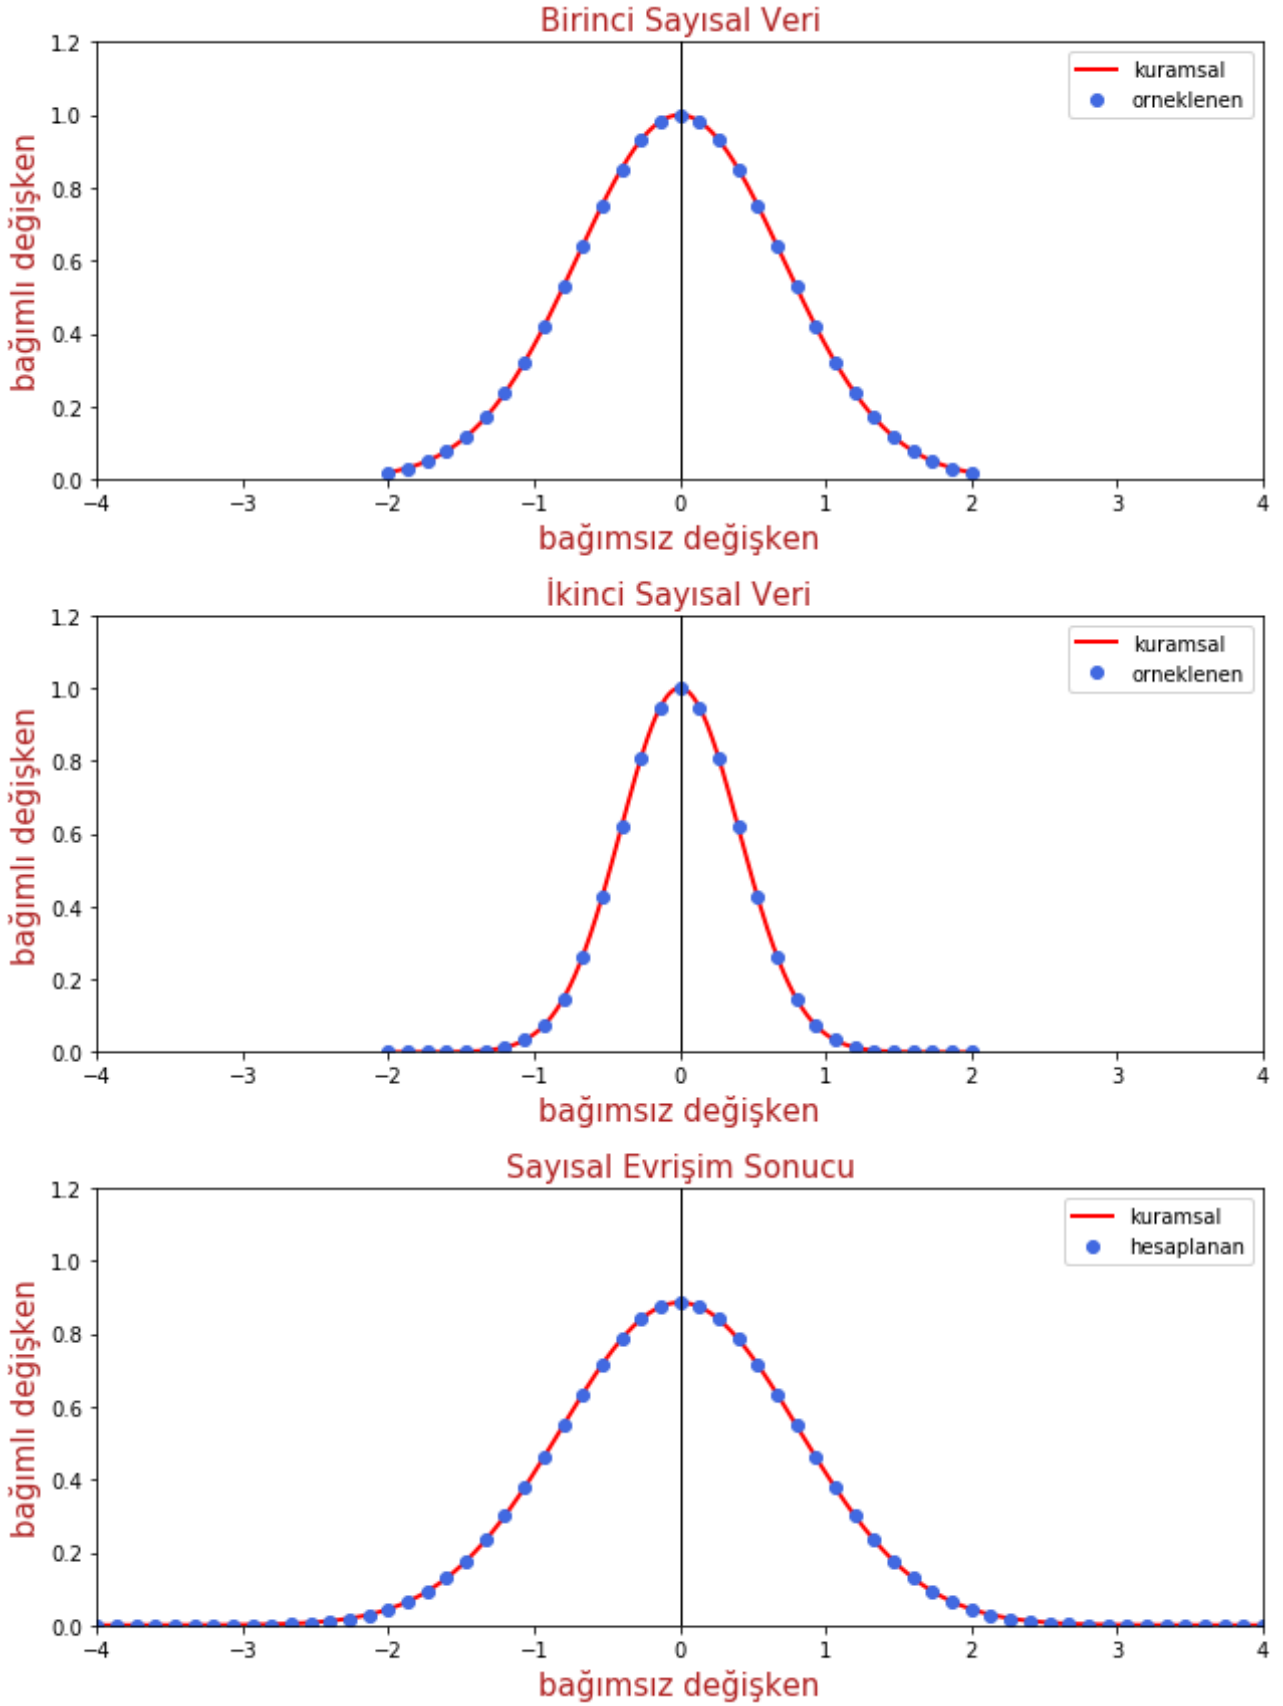 Birinci Sayısal Veri
1.2
1.0
0.8
0.6
0.4
0.2
0.0
bağımlı değişken
kuramsal
orneklenen
−4 −3 −2 −1 0 1 2 3 4
bağımsız değişken
İkinci Sayısal Veri
1.2
1.0
0.8
0.6
0.4
0.2
0.0
bağımlı değişken
kuramsal
orneklenen
−4 −3 −2 −1 0 1 2 3 4
bağımsız değişken
Sayısal Evrişim Sonucu
1.2
1.0
0.8
0.6
0.4
0.2
0.0
bağımlı değişken
kuramsal
hesaplanan
−4 −3 −2 −1 0 1 2 3 4
bağımsız değişken